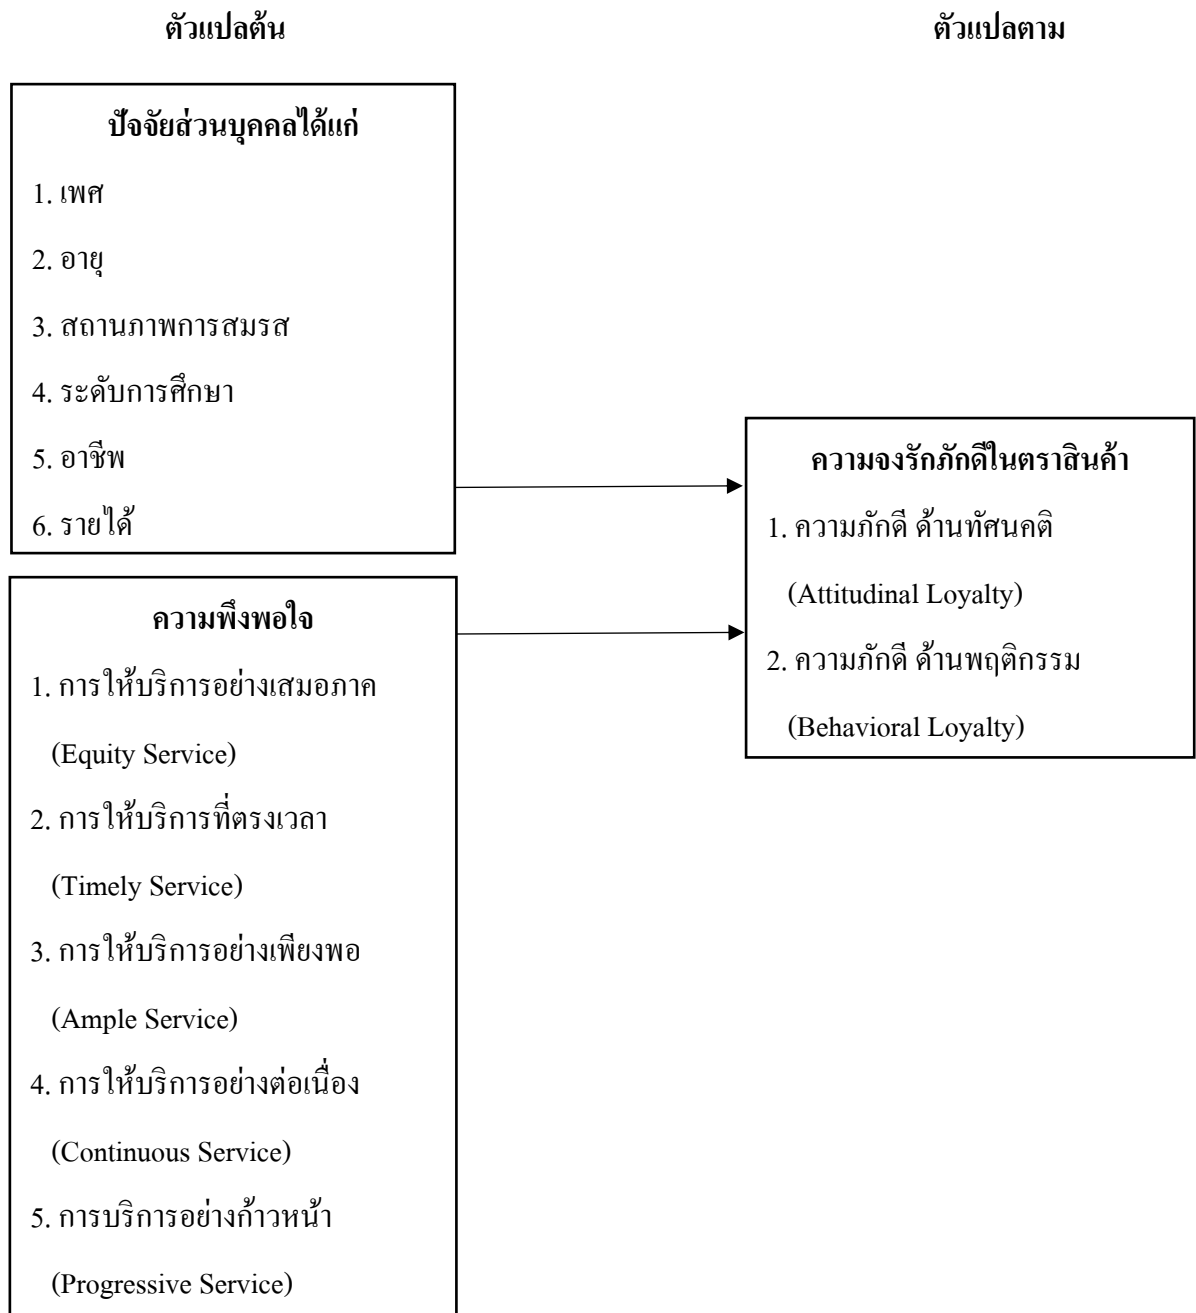 ตัวแปลต้น
ตัวแปลตาม
ปัจจัยส่วนบุคคลได้แก่
1. เพศ
2. อายุ
3. สถานภาพการสมรส
4. ระดับการศึกษา
5. อาชีพ
6. รายได้
ความพึงพอใจ
1. การให้บริการอย่างเสมอภาค
(Equity Service)
2. การให้บริการที่ตรงเวลา
(Timely Service)
3. การให้บริการอย่างเพียงพอ
(Ample Service)
4. การให้บริการอย่างต่อเนื่อง
(Continuous Service)
5. การบริการอย่างก้าวหน้า
(Progressive Service)
ความจงรักภักดีในตราสินค้า
1. ความภักดี ด้านทัศนคติ
(Attitudinal Loyalty)
2. ความภักดี ด้านพฤติกรรม
(Behavioral Loyalty)